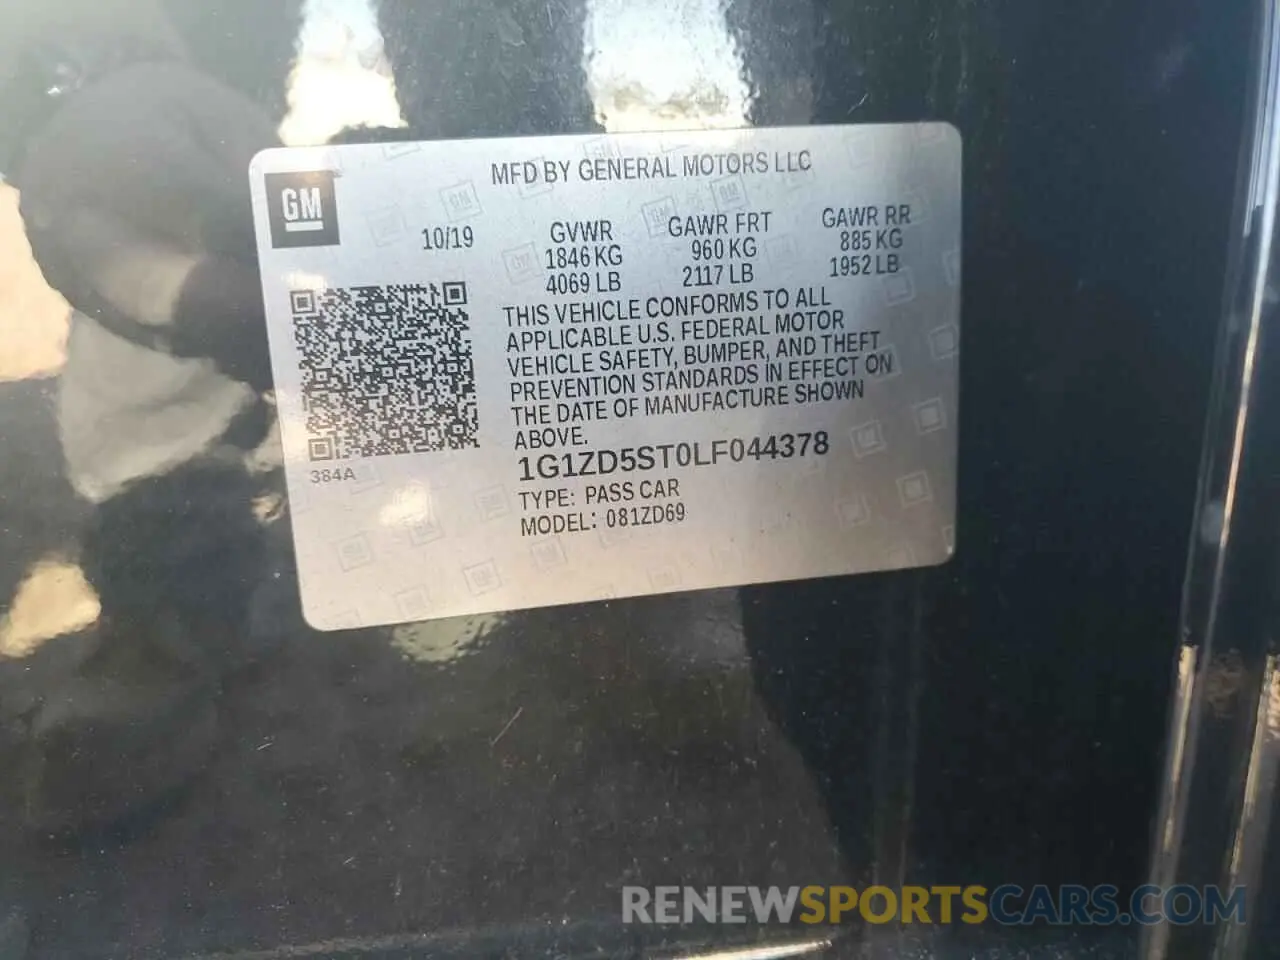 MFD BY GENERAL MOTORS LLC
GM
10/19
GVWR
1846 KG
4069 LB
GAWR FRT
960 KG
2117 LB
GAWR RR
885 KG
1952 LB
THIS VEHICLE CONFORMS TO ALL
APPLICABLE U.S. FEDERAL MOTOR
VEHICLE SAFETY, BUMPER, AND THEFT
PREVENTION STANDARDS IN EFFECT ON
THE DATE OF MANUFACTURE SHOWN
ABOVE.
384A
1G1ZD5ST0LF044378
TYPE: PASS CAR
MODEL: 081ZD69
RENEWSPORTSCARS.COM